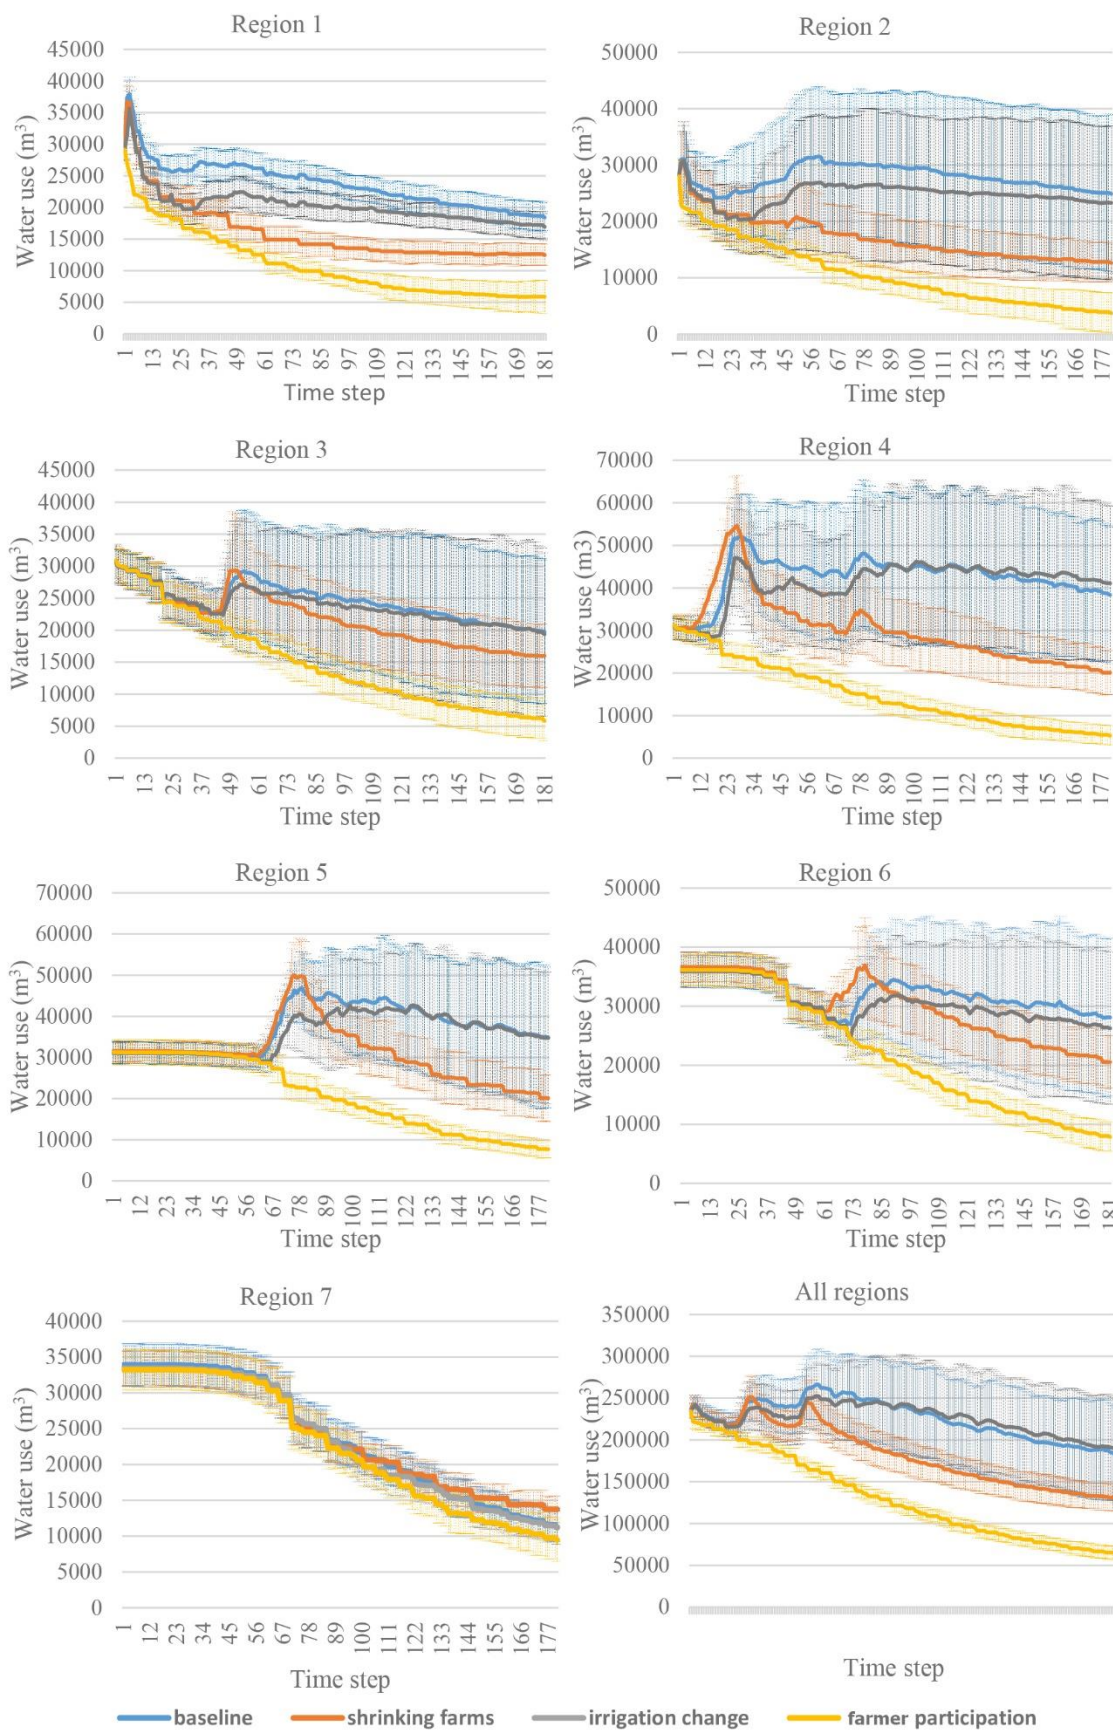 Region 1
Water use (m³)
45000
40000
35000
30000
25000
20000
15000
10000
5000
0
1 13 25 37 49 61 73 85 97 109 121 133 145 157 169 181
Time step
Region 2
Water use (m³)
50000
40000
30000
20000
10000
0
1 12 23 34 45 56 67 78 89 100 111 122 133 144 155 166 177
Time step
Region 3
Water use (m³)
45000
40000
35000
30000
25000
20000
15000
10000
5000
0
1 13 25 37 49 61 73 85 97 109 121 133 145 157 169 181
Time step
Region 4
Water use (m3)
70000
60000
50000
40000
30000
20000
10000
0
1 12 23 34 45 56 67 78 89 100 111 122 133 144 155 166 177
Time step
Region 5
Water use (m³)
70000
60000
50000
40000
30000
20000
10000
0
1 12 23 34 45 56 67 78 89 100 111 122 133 144 155 166 177
Time step
Region 6
Water use (m³)
50000
40000
30000
20000
10000
0
1 13 25 37 49 61 73 85 97 109 121 133 145 157 169 181
Time step
Region 7
Water use (m³)
40000
35000
30000
25000
20000
15000
10000
5000
0
1 12 23 34 45 56 67 78 89 100 111 122 133 144 155 166 177
Time step
All regions
Water use (m³)
350000
300000
250000
200000
150000
100000
50000
0
Time step
baseline shrinking farms irrigation change farmer participation